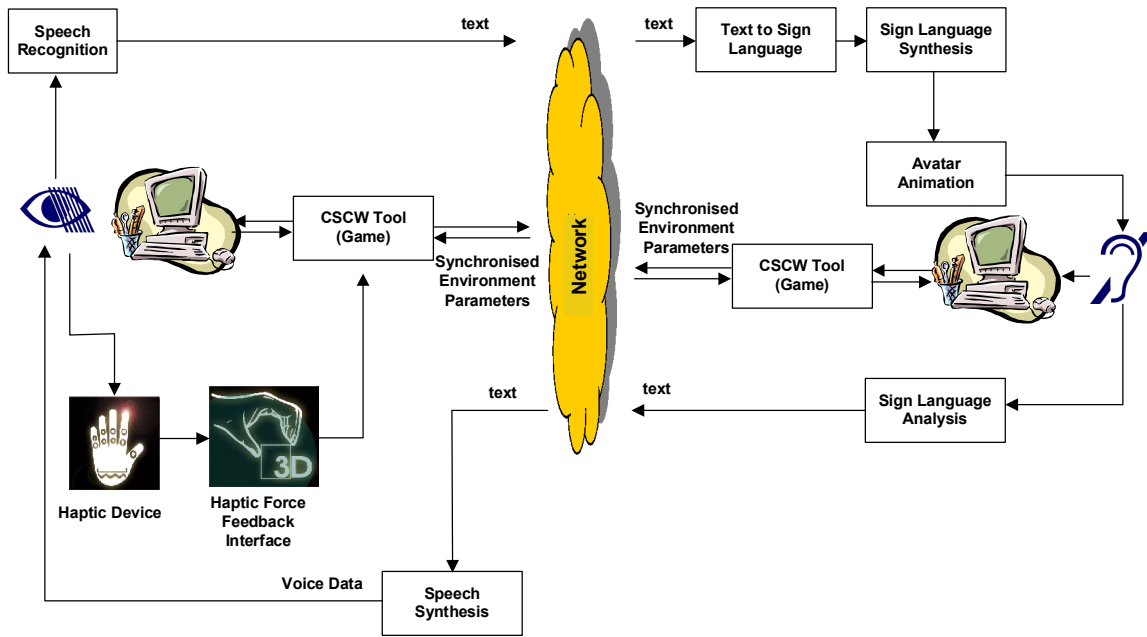 Speech
Recognition
text
text
Text to Sign
Language
Sign Language
Synthesis
Avatar
Animation
CSCW Tool
(Game)
Synchronised
Environment
Parameters
Network
Synchronised
Environment
Parameters
CSCW Tool
(Game)
text
text
Sign Language
Analysis
3D
Haptic Device
Haptic Force
Feedback
Interface
Voice Data
Speech
Synthesis